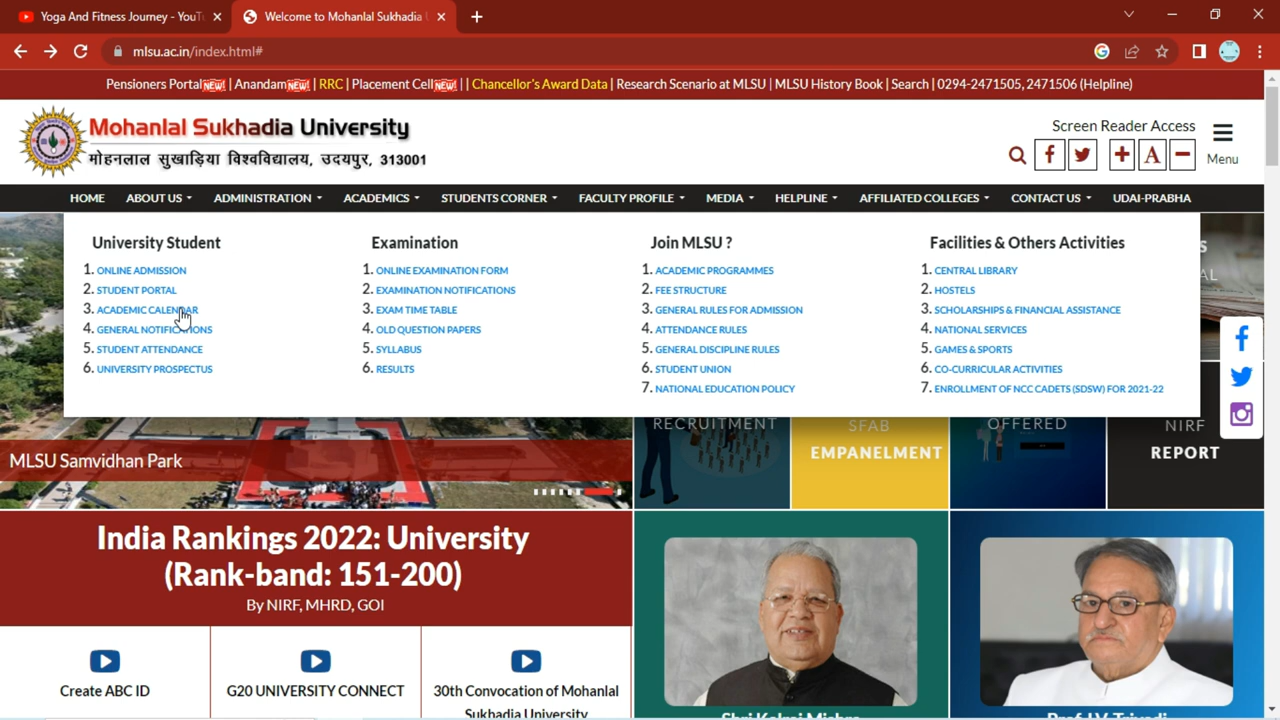 Yoga And Fitness Journey - YouT
Welcome to Mohanlal Sukhadia U
mlsu.ac.in/index.html#
Pensioners Portal NEW! | Anandam NEW! | RRC | Placement Cell NEW! | | Chancellor's Award Data | Research Scenario at MLSU | MLSU History Book | Search | 0294-2471505, 2471506 (Helpline)
Mohanlal Sukhadia University
मोहनलाल सुखाड़िया विश्वविद्यालय, उदयपुर, 313001
Screen Reader Access
A
Menu
HOME ABOUT US ADMINISTRATION ACADEMICS STUDENTS CORNER FACULTY PROFILE MEDIA HELPLINE AFFILIATED COLLEGES CONTACT US UDAI-PRABHA
University Student
1. ONLINE ADMISSION
2. STUDENT PORTAL
3. ACADEMIC CALENDAR
4. GENERAL NOTIFICATIONS
5. STUDENT ATTENDANCE
6. UNIVERSITY PROSPECTUS
Examination
1. ONLINE EXAMINATION FORM
2. EXAMINATION NOTIFICATIONS
3. EXAM TIME TABLE
4. OLD QUESTION PAPERS
5. SYLLABUS
6. RESULTS
Join MLSU ?
1. ACADEMIC PROGRAMMES
2. FEE STRUCTURE
3. GENERAL RULES FOR ADMISSION
4. ATTENDANCE RULES
5. GENERAL DISCIPLINE RULES
6. STUDENT UNION
7. NATIONAL EDUCATION POLICY
Facilities & Others Activities
1. CENTRAL LIBRARY
2. HOSTELS
3. SCHOLARSHIPS & FINANCIAL ASSISTANCE
4. NATIONAL SERVICES
5. GAMES & SPORTS
6. CO-CURRICULAR ACTIVITIES
7. ENROLLMENT OF NCC CADETS (SDSW) FOR 2021-22
RECRUITMENT
SFAB
EMPANELMENT
OFFERED
NIRF
REPORT
MLSU Samvidhan Park
India Rankings 2022: University
(Rank-band: 151-200)
By NIRF, MHRD, GOI
Create ABC ID
G20 UNIVERSITY CONNECT
30th Convocation of Mohanlal
Sukhadia University
Shri Kalraj Mishra
Prof. I.V. Trivedi